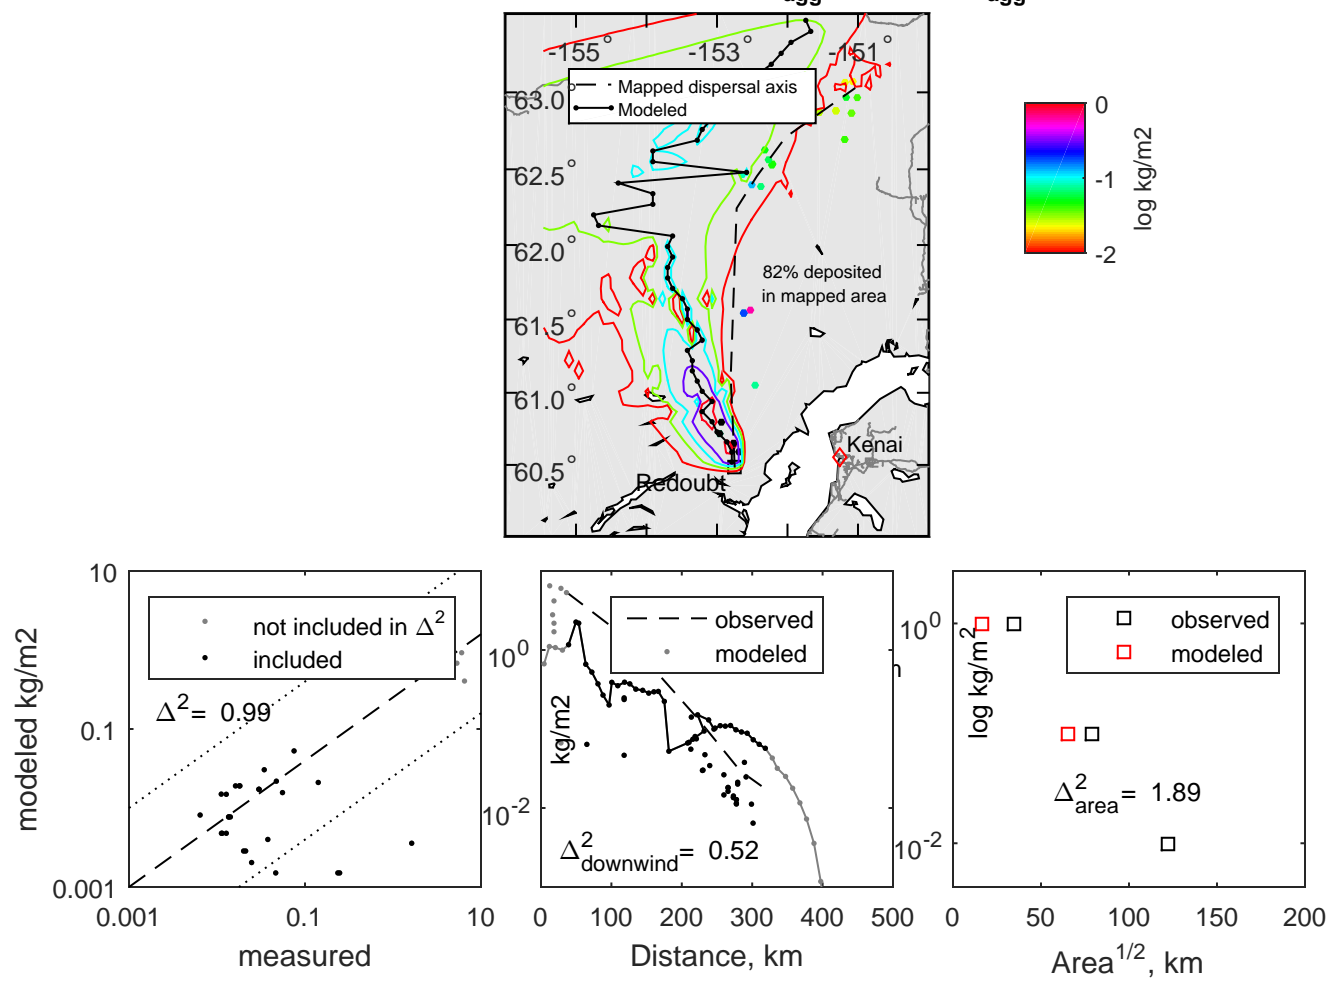 agg agg
-155° -153° -151°
Mapped dispersal axis
Modeled
63.0°
62.5°
62.0°
61.5°
61.0°
60.5°
82% deposited
in mapped area
Kenai
Redoubt
0
-1
-2
log kg/m2
10
0.1
0.001
modeled kg/m2
not included in Δ²
included
Δ²= 0.99
0.001 0.1 10
measured
10⁰
10⁻²
kg/m2
observed
modeled
Δ²downwind= 0.52
0 100 200 300 400 500
Distance, km
10⁰
10⁻²
log kg/m²
observed
modeled
Δ²area= 1.89
0 50 100 150 200
Area¹/², km